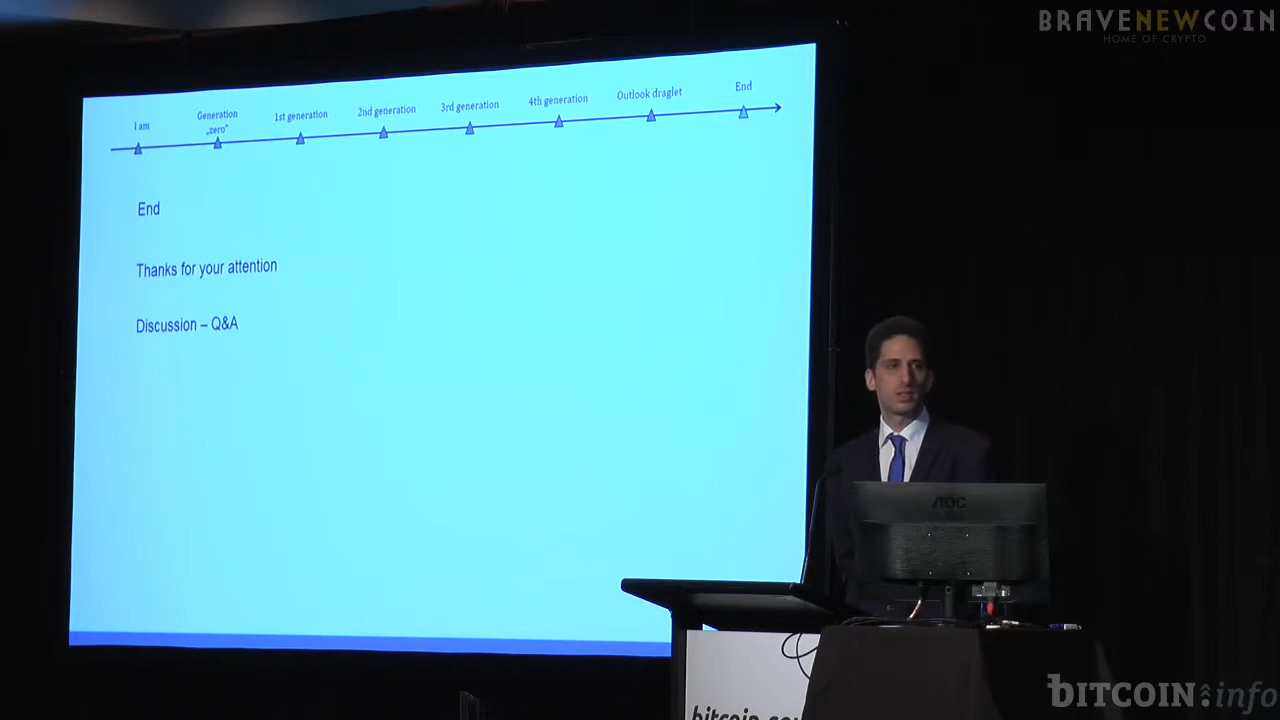 BRAVENEWCOIN
HOME OF CRYPTO
I am
Generation
„zero"
1st generation
2nd generation
3rd generation
4th generation
Outlook draglet
End
End
Thanks for your attention
Discussion – Q&A
AOC
bitcoin
BITCOIN:info